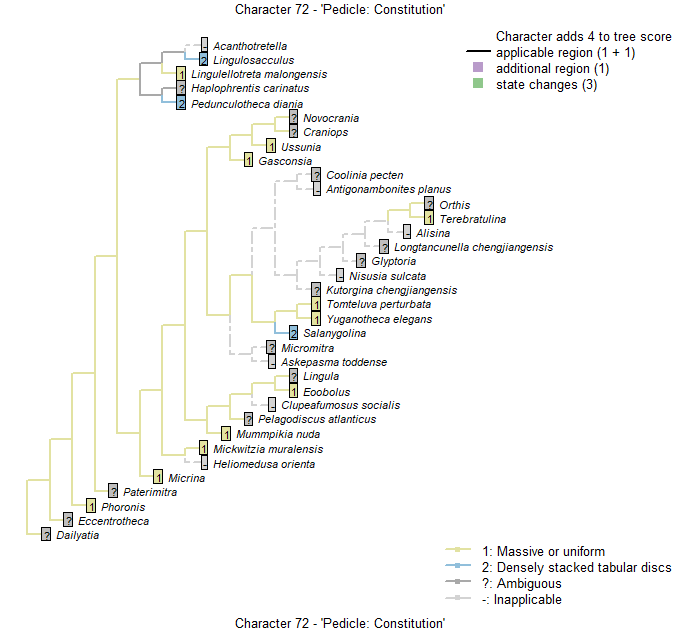 Character 72 - 'Pedicle: Constitution'
Character adds 4 to tree score
applicable region (1 + 1)
additional region (1)
state changes (3)
- Acanthotretella
2 Lingulosacculus
1 Lingulellotreta malongensis
? Haplophrentis carinatus
2 Pedunculotheca diania
? Novocrania
? Craniops
1 Ussunia
1 Gasconsia
? Coolinia pecten
- Antigonambonites planus
? Orthis
1 Terebratulina
- Alisina
? Longtancunella chengjiangensis
? Glyptoria
- Nisusia sulcata
? Kutorgina chengjiangensis
1 Tomteluva perturbata
1 Yuganotheca elegans
2 Salanygolina
? Micromitra
- Askepasma toddense
? Lingula
1 Eoobolus
- Clupeafumosus socialis
? Pelagodiscus atlanticus
1 Mummpikia nuda
1 Mickwitzia muralensis
- Heliomedusa orienta
1 Micrina
? Paterimitra
1 Phoronis
? Eccentrotheca
? Dailyatia
1: Massive or uniform
2: Densely stacked tabular discs
?: Ambiguous
-: Inapplicable
Character 72 - 'Pedicle: Constitution'